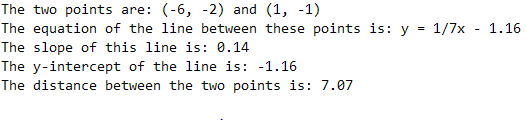 The two points are: (-6, -2) and (1, -1)
The equation of the line between these points is: y = 1/7x - 1.16
The slope of this line is: 0.14
The y-intercept of the line is: -1.16
The distance between the two points is: 7.07